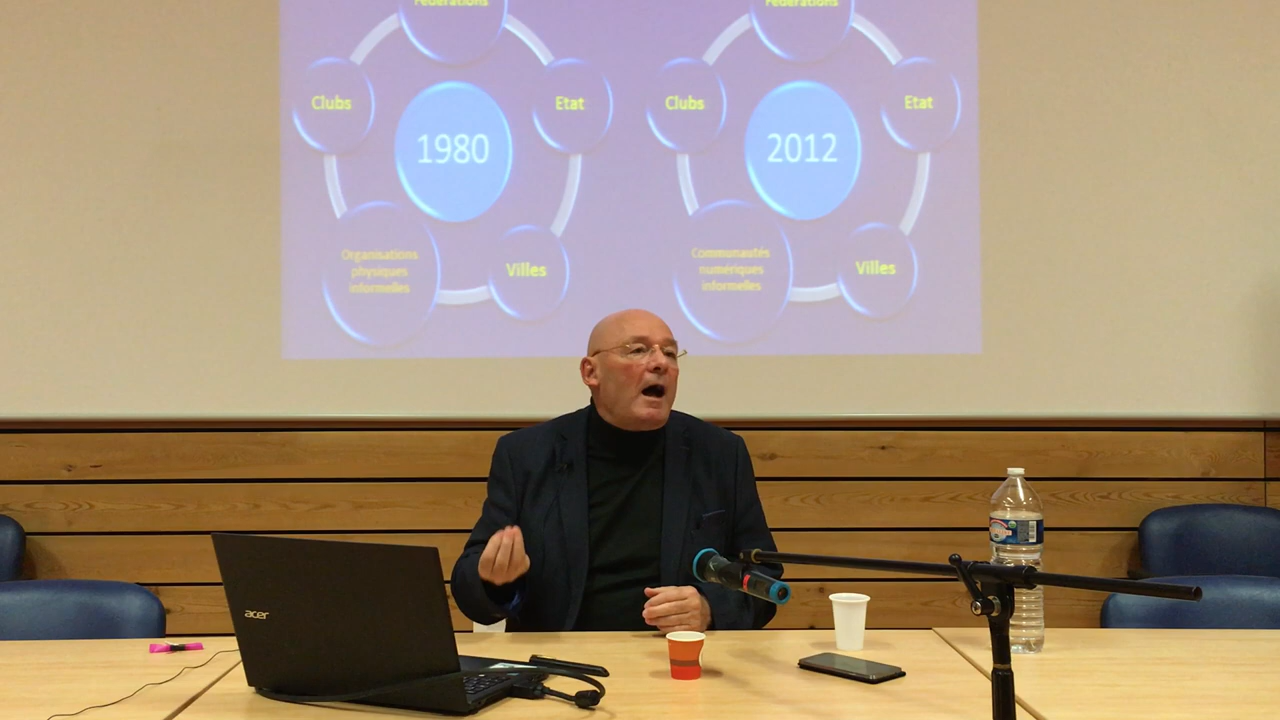 Fédérations
Clubs
Etat
1980
Organisations
physiques
informelles
Villes
Fédérations
Clubs
Etat
2012
Communautés
numériques
informelles
Villes
acer